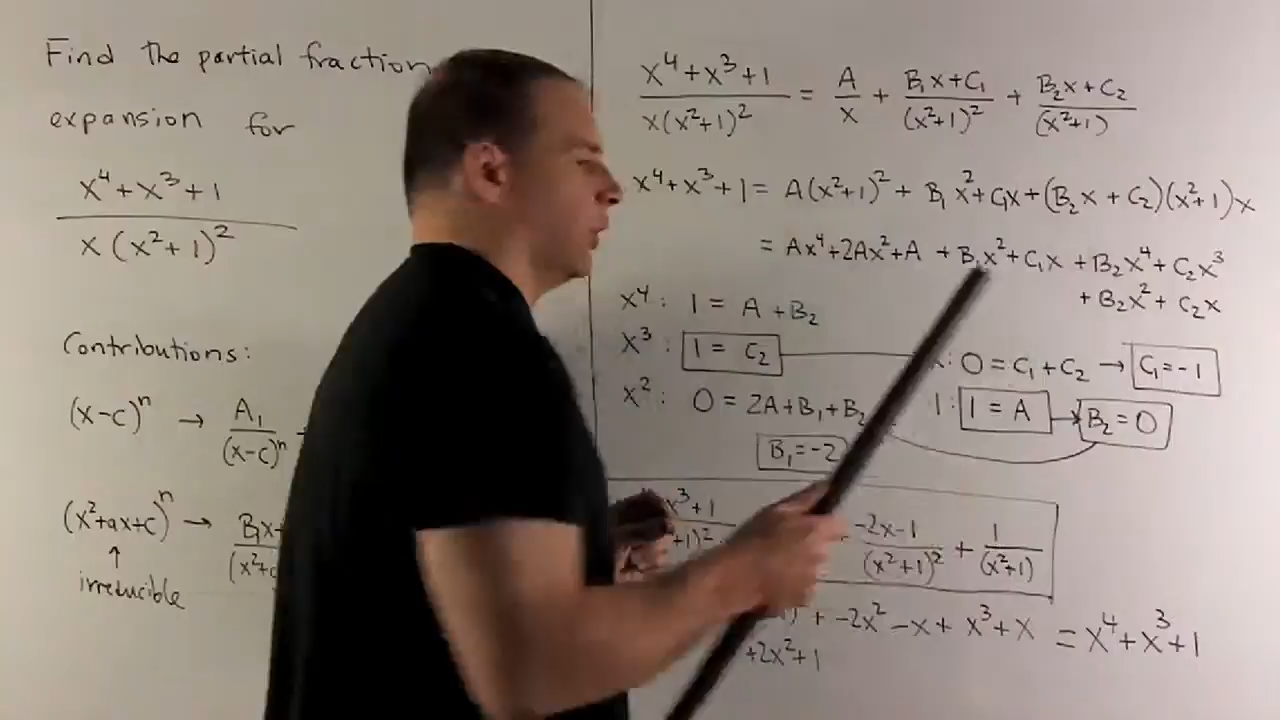 Find the partial fraction
expansion for
x⁴+x³+1
x(x²+1)²
Contributions:
(x-c)ⁿ → A₁/(x-c)ⁿ +
(x²+ax+c)ⁿ → B₁x+
↑
irreducible
(x⁴+x³+1)/(x(x²+1)²) = A/x + (B₁x+C₁)/(x²+1)² + (B₂x+C₂)/(x²+1)
x⁴+x³+1 = A(x²+1)² + B₁x²+C₁x+(B₂x+C₂)(x²+1)x
= Ax⁴+2Ax²+A + B₁x²+C₁x + B₂x⁴+C₂x³
+ B₂x² + C₂x
x⁴: 1 = A + B₂
x³: 1 = C₂
x²: 0 = 2A+B₁+B₂
B₁=-2
: 0 = C₁+C₂ → C₁=-1
1: 1 = A → B₂=0
x³+1
+1)²
(-2x-1)/(x²+1)² + 1/(x²+1)
+ -2x² -x + x³+x = x⁴+x³+1
+2x²+1